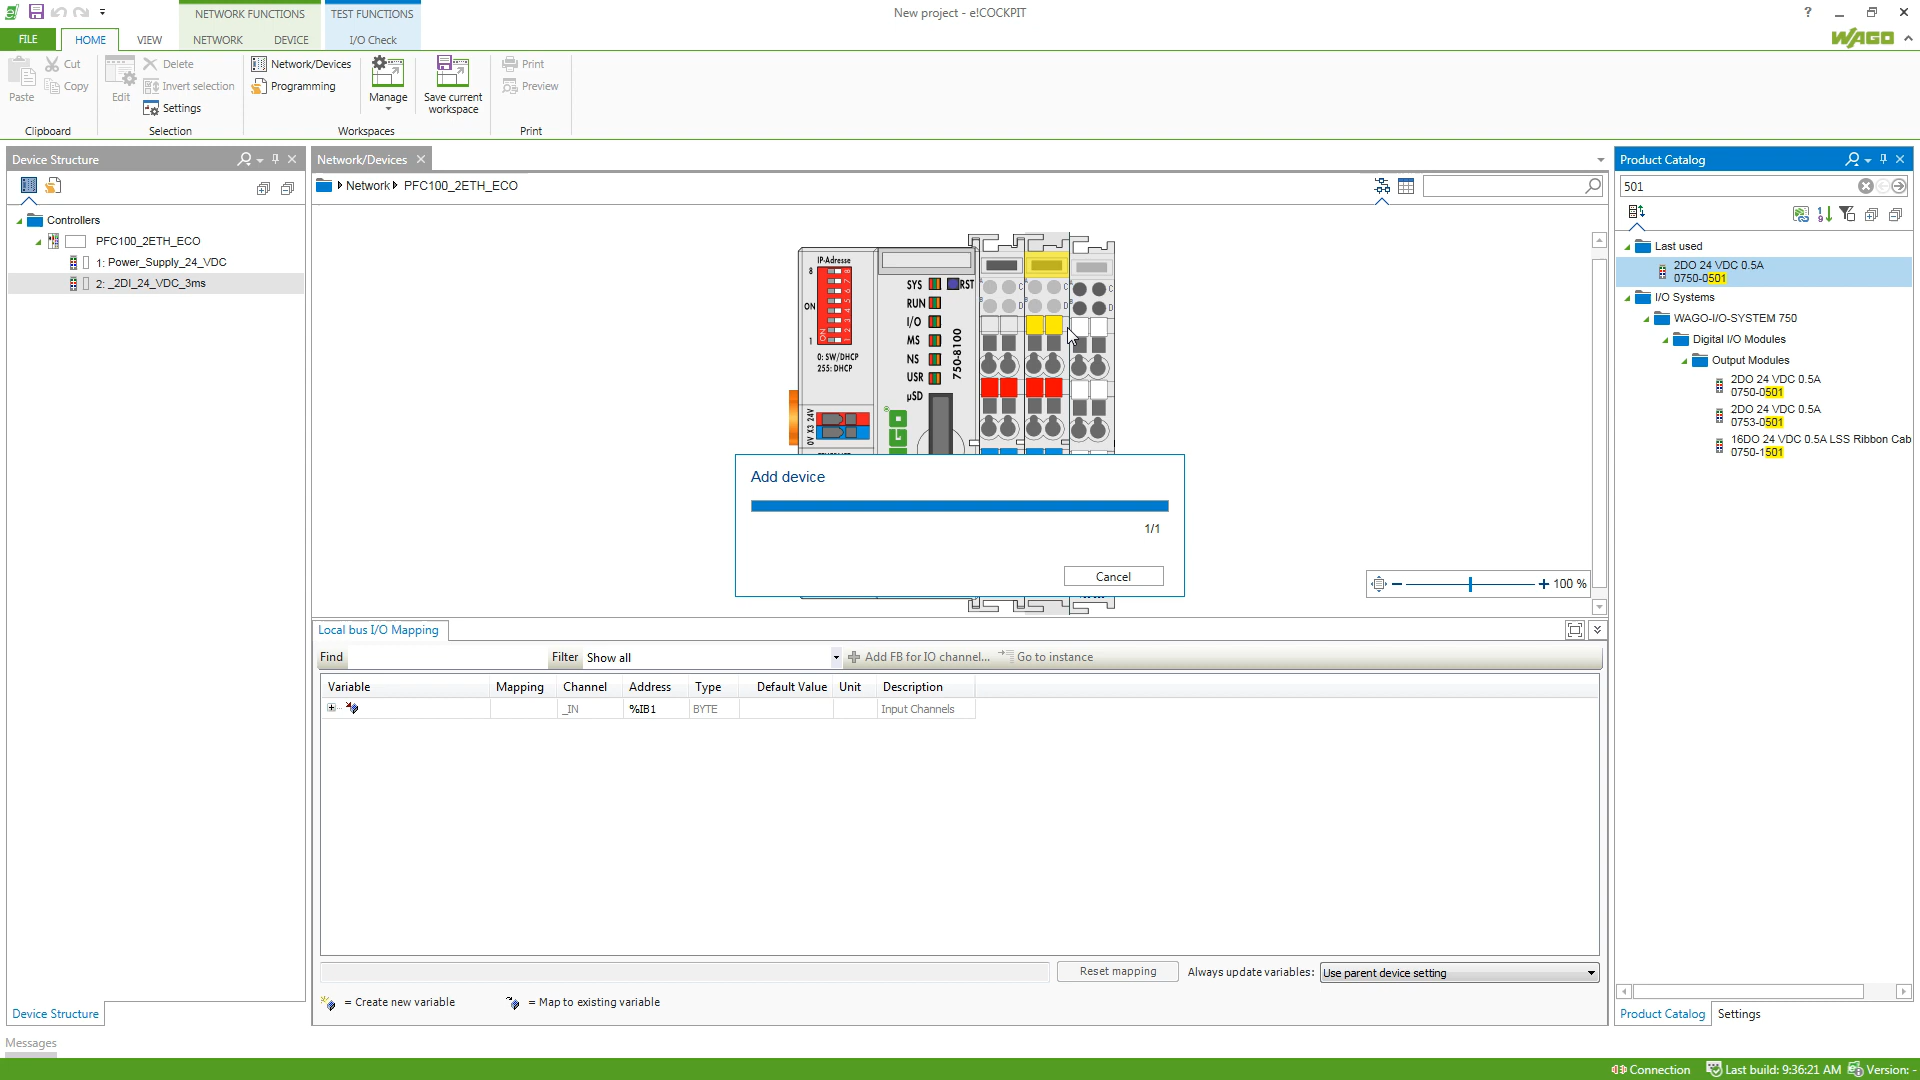 NETWORK FUNCTIONS
TEST FUNCTIONS
New project - e!COCKPIT
?
FILE
HOME
VIEW
NETWORK
DEVICE
I/O Check
WAGO
Paste
Cut
Copy
Clipboard
Edit
Delete
Invert selection
Settings
Selection
Network/Devices
Programming
Manage
Save current
workspace
Workspaces
Print
Preview
Print
Device Structure
Controllers
PFC100_2ETH_ECO
1: Power_Supply_24_VDC
2: _2DI_24_VDC_3ms
Device Structure
Network/Devices
Network
PFC100_2ETH_ECO
IP-Adresse
8
ON
1
0: SW/DHCP
255: DHCP
0V X3 24V
SYS
RST
RUN
I/O
MS
NS
USR
µSD
750-8100
Add device
1/1
Cancel
100 %
Local bus I/O Mapping
Find
Filter
Show all
Add FB for IO channel...
Go to instance
Variable
Mapping
Channel
Address
Type
Default Value
Unit
Description
_IN
%IB1
BYTE
Input Channels
Reset mapping
Always update variables:
Use parent device setting
= Create new variable
= Map to existing variable
Product Catalog
501
Last used
2DO 24 VDC 0.5A
0750-0501
I/O Systems
WAGO-I/O-SYSTEM 750
Digital I/O Modules
Output Modules
2DO 24 VDC 0.5A
0750-0501
2DO 24 VDC 0.5A
0753-0501
16DO 24 VDC 0.5A LSS Ribbon Cab
0750-1501
Product Catalog
Settings
Messages
Connection
Last build: 9:36:21 AM
Version: -